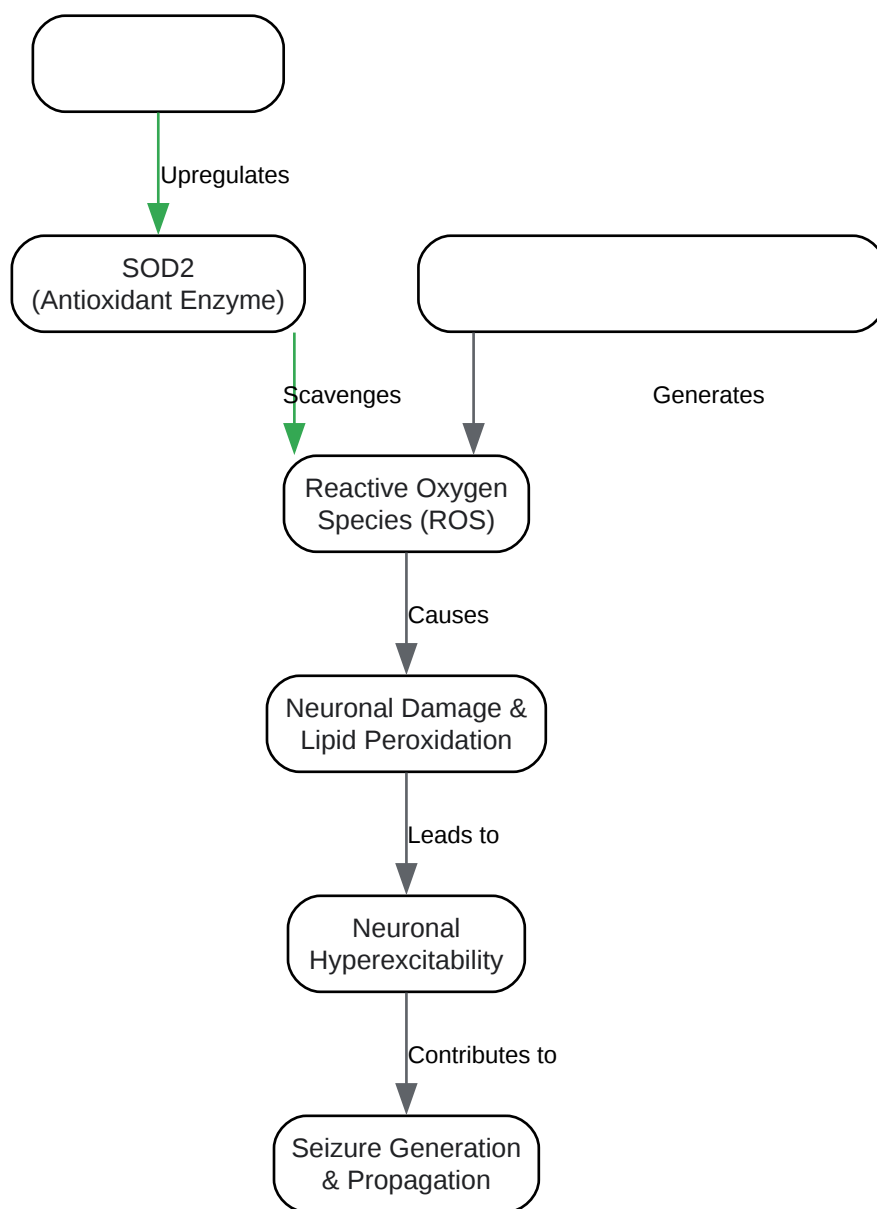 Upregulates
SOD2
(Antioxidant Enzyme)
Scavenges
Generates
Reactive Oxygen
Species (ROS)
Causes
Neuronal Damage &
Lipid Peroxidation
Leads to
Neuronal
Hyperexcitability
Contributes to
Seizure Generation
& Propagation